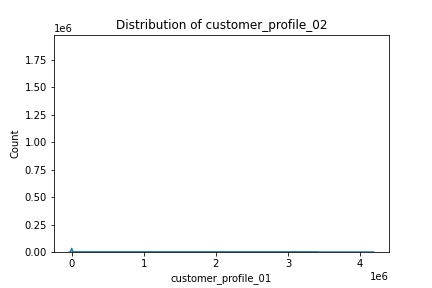 Distribution of customer_profile_02
1e6
1.75
1.50
1.25
1.00
0.75
0.50
0.25
0.00
Count
0 1 2 3 4
1e6
customer_profile_01